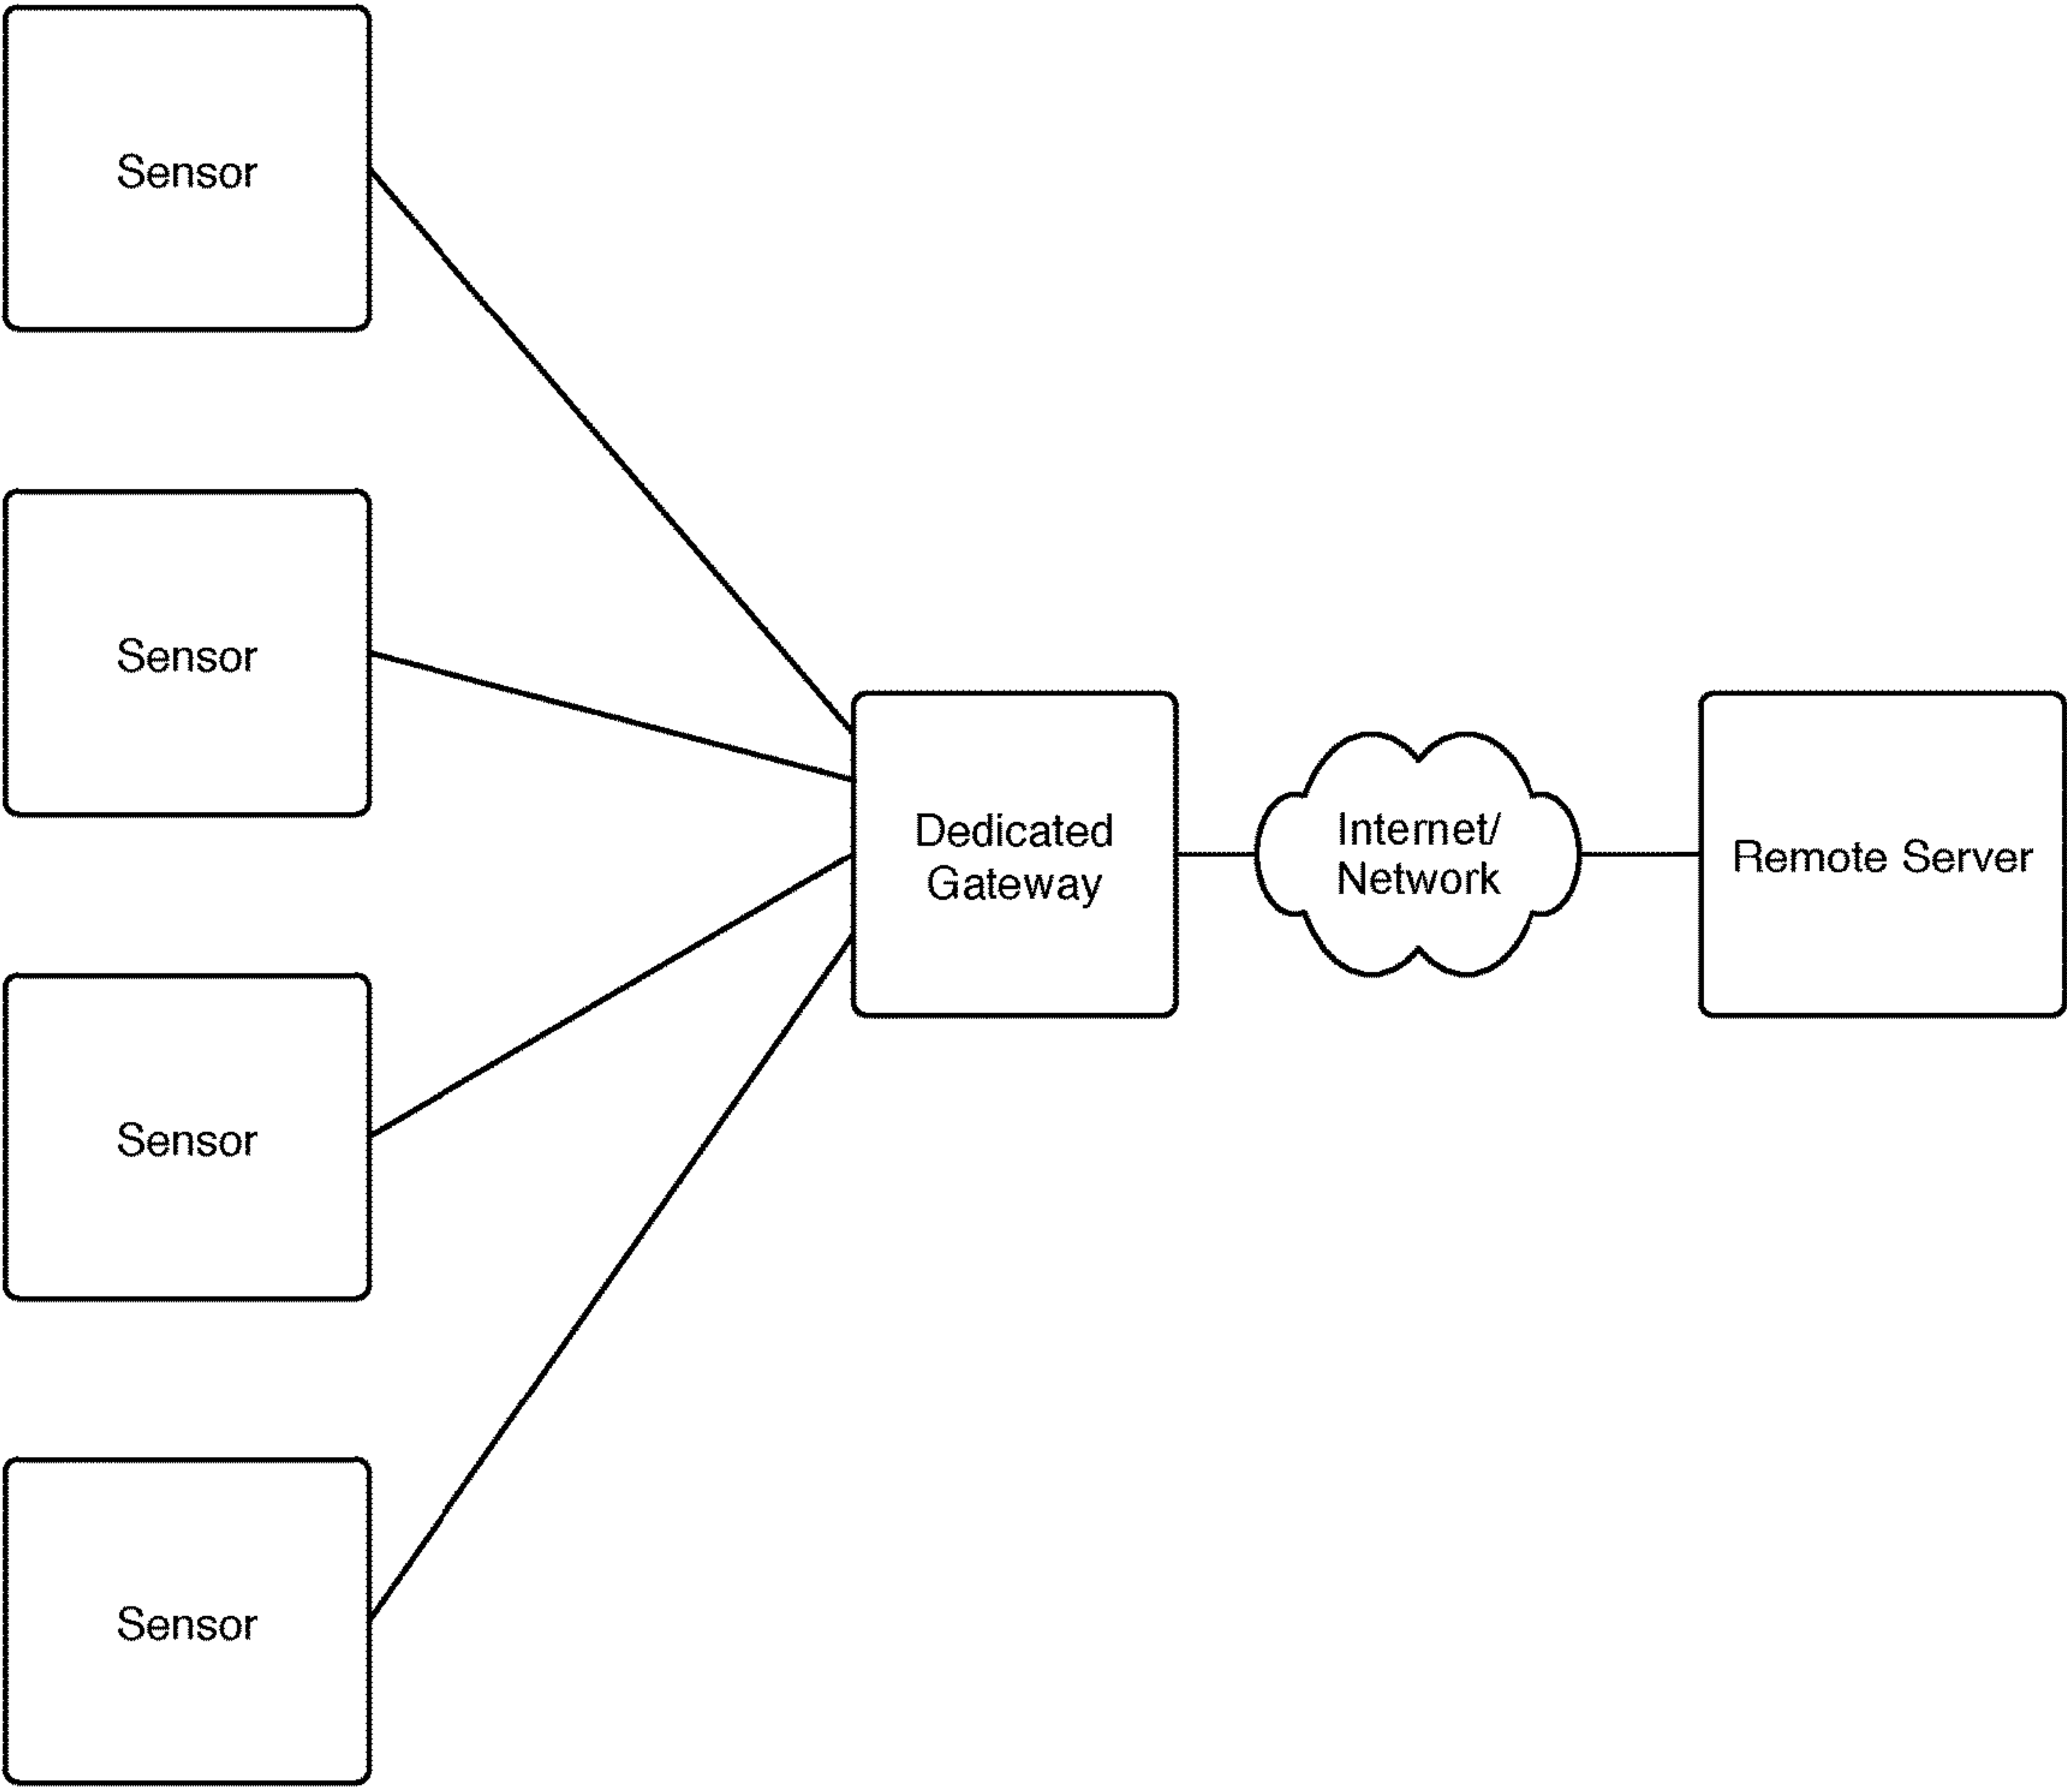 Sensor
Sensor
Dedicated
Gateway
Internet/
Network
Remote Server
Sensor
Sensor